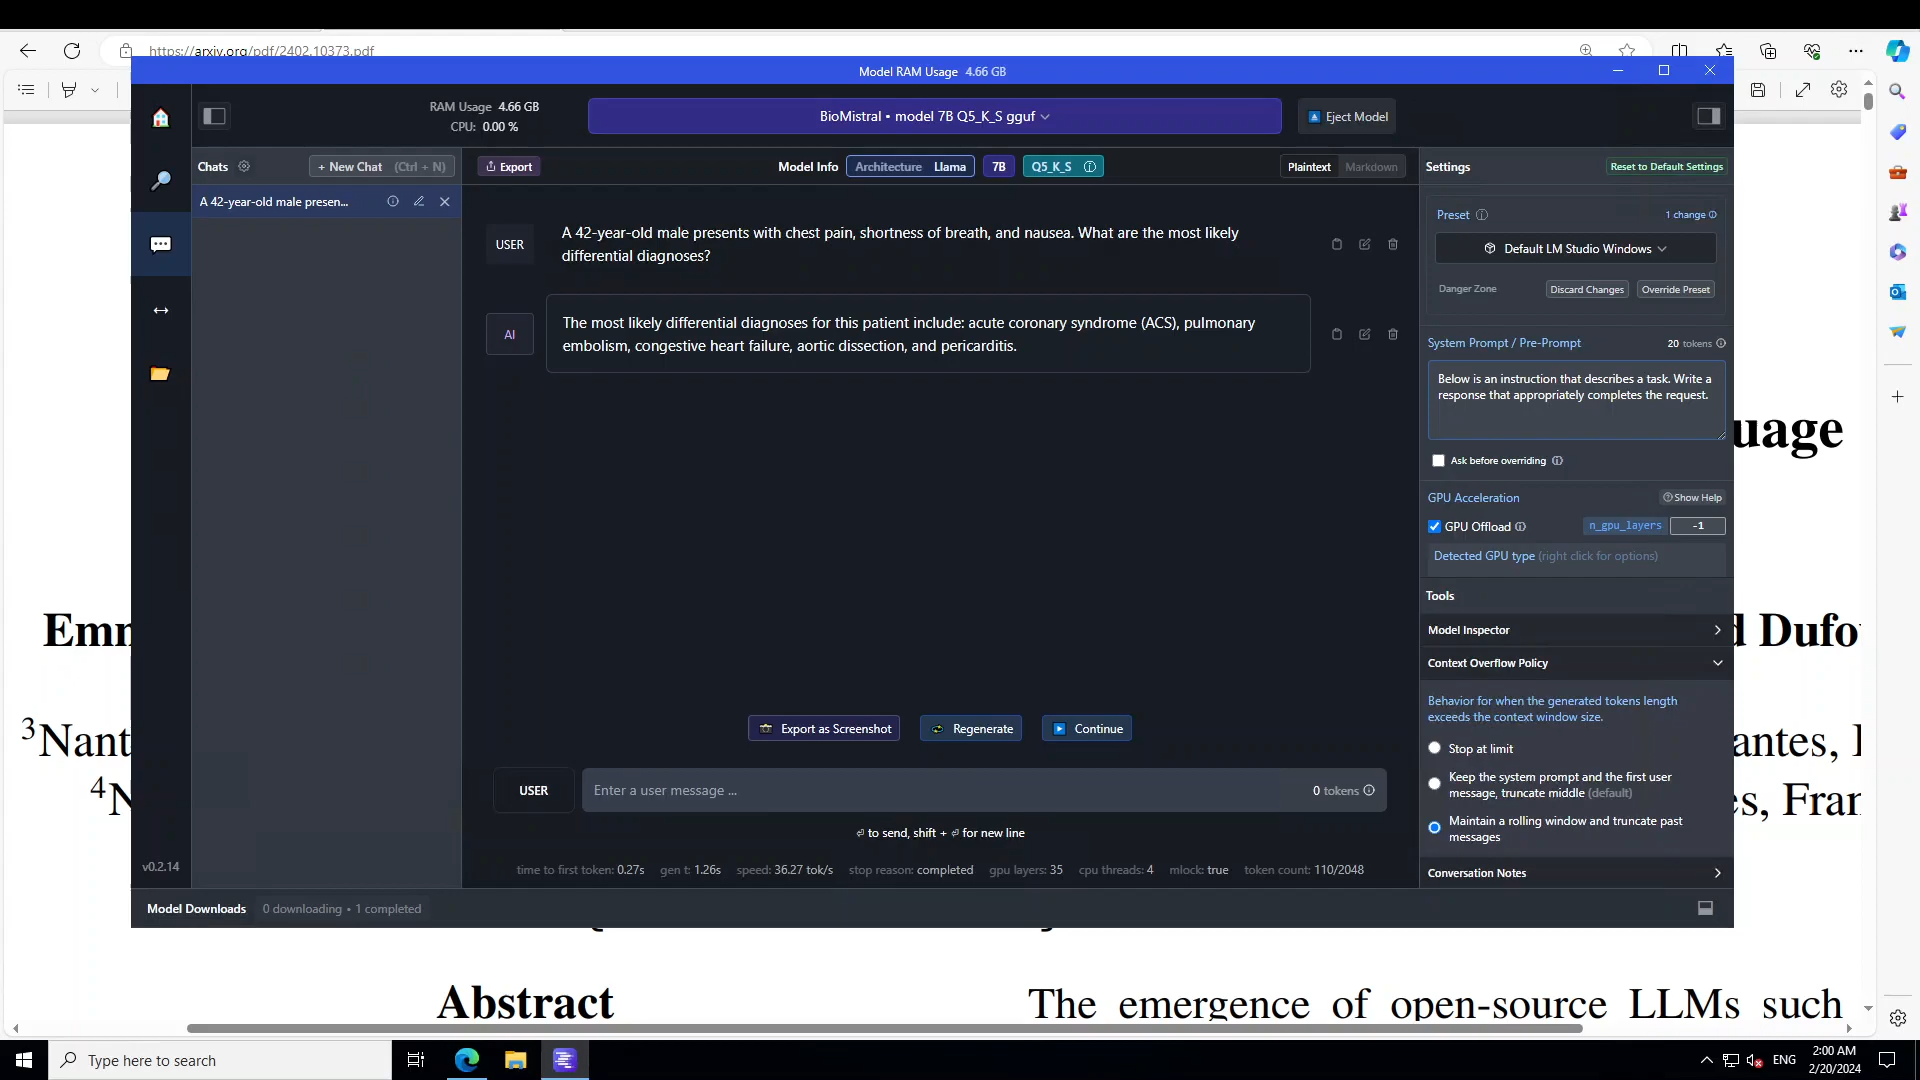 https://arxiv.org/pdf/2402.10373.pdf
Model RAM Usage 4.66 GB
RAM Usage 4.66 GB
CPU: 0.00 %
BioMistral • model 7B Q5_K_S gguf
Eject Model
Chats
+ New Chat (Ctrl + N)
Export
Model Info
Architecture Llama
7B
Q5_K_S
Plaintext
Markdown
Settings
Reset to Default Settings
A 42-year-old male presen...
USER
A 42-year-old male presents with chest pain, shortness of breath, and nausea. What are the most likely
differential diagnoses?
AI
The most likely differential diagnoses for this patient include: acute coronary syndrome (ACS), pulmonary
embolism, congestive heart failure, aortic dissection, and pericarditis.
Export as Screenshot
Regenerate
Continue
USER
Enter a user message ...
0 tokens
⏎ to send, shift + ⏎ for new line
time to first token: 0.27s
gen t: 1.26s
speed: 36.27 tok/s
stop reason: completed
gpu layers: 35
cpu threads: 4
mlock: true
token count: 110/2048
Preset
1 change
Default LM Studio Windows
Danger Zone
Discard Changes
Override Preset
System Prompt / Pre-Prompt
20 tokens
Below is an instruction that describes a task. Write a
response that appropriately completes the request.
Ask before overriding
GPU Acceleration
Show Help
GPU Offload
n_gpu_layers
-1
Detected GPU type (right click for options)
Tools
Model Inspector
Context Overflow Policy
Behavior for when the generated tokens length
exceeds the context window size.
Stop at limit
Keep the system prompt and the first user
message, truncate middle (default)
Maintain a rolling window and truncate past
messages
Conversation Notes
v0.2.14
Model Downloads
0 downloading • 1 completed
uage
Emm
d Dufo
3Nant
antes, 
4N
es, Fran
Abstract
The emergence of open-source LLMs such
Type here to search
ENG
2:00 AM
2/20/2024